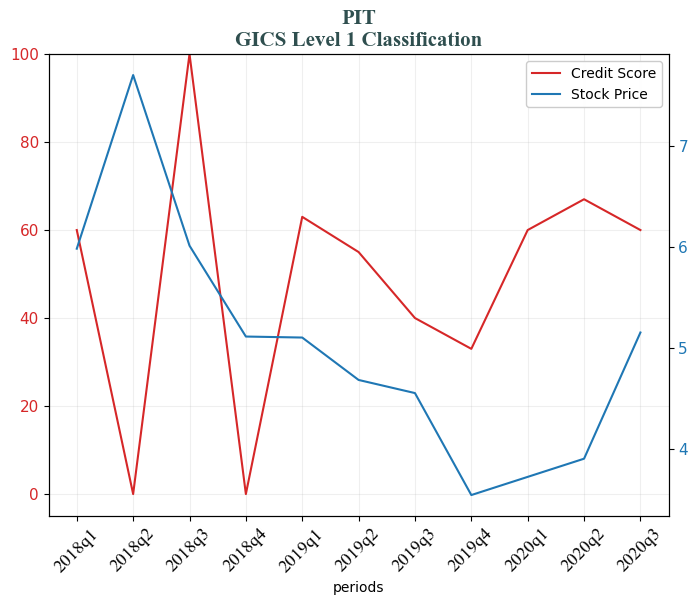 PIT
GICS Level 1 Classification
Credit Score
Stock Price
100
80
60
40
20
0
7
6
5
4
2018q1
2018q2
2018q3
2018q4
2019q1
2019q2
2019q3
2019q4
2020q1
2020q2
2020q3
periods